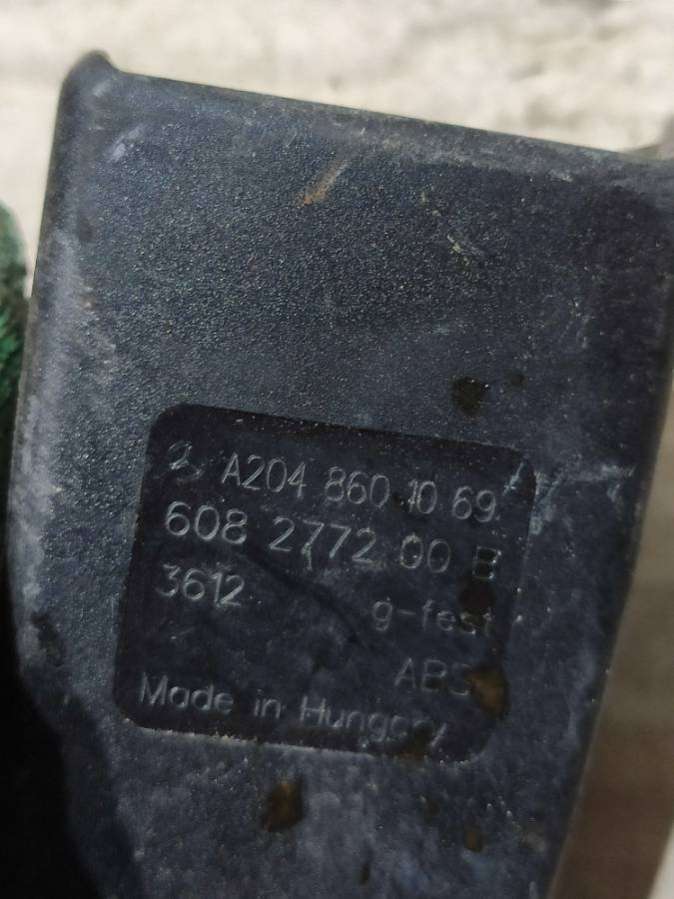 A204 860 10 69
608 2772 00 B
3612 g-fest
ABS
Made in Hungary